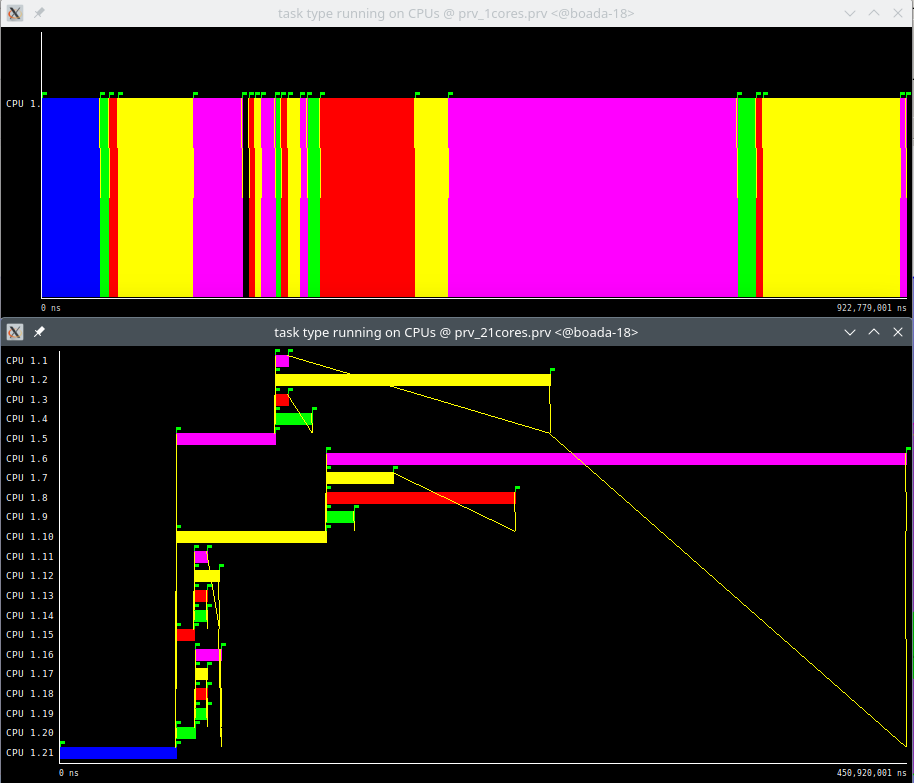 task type running on CPUs @ prv_1cores.prv <@boada-18>
CPU 1.
0 ns
922,779,001 ns
task type running on CPUs @ prv_21cores.prv <@boada-18>
CPU 1.1
CPU 1.2
CPU 1.3
CPU 1.4
CPU 1.5
CPU 1.6
CPU 1.7
CPU 1.8
CPU 1.9
CPU 1.10
CPU 1.11
CPU 1.12
CPU 1.13
CPU 1.14
CPU 1.15
CPU 1.16
CPU 1.17
CPU 1.18
CPU 1.19
CPU 1.20
CPU 1.21
0 ns
450,920,001 ns